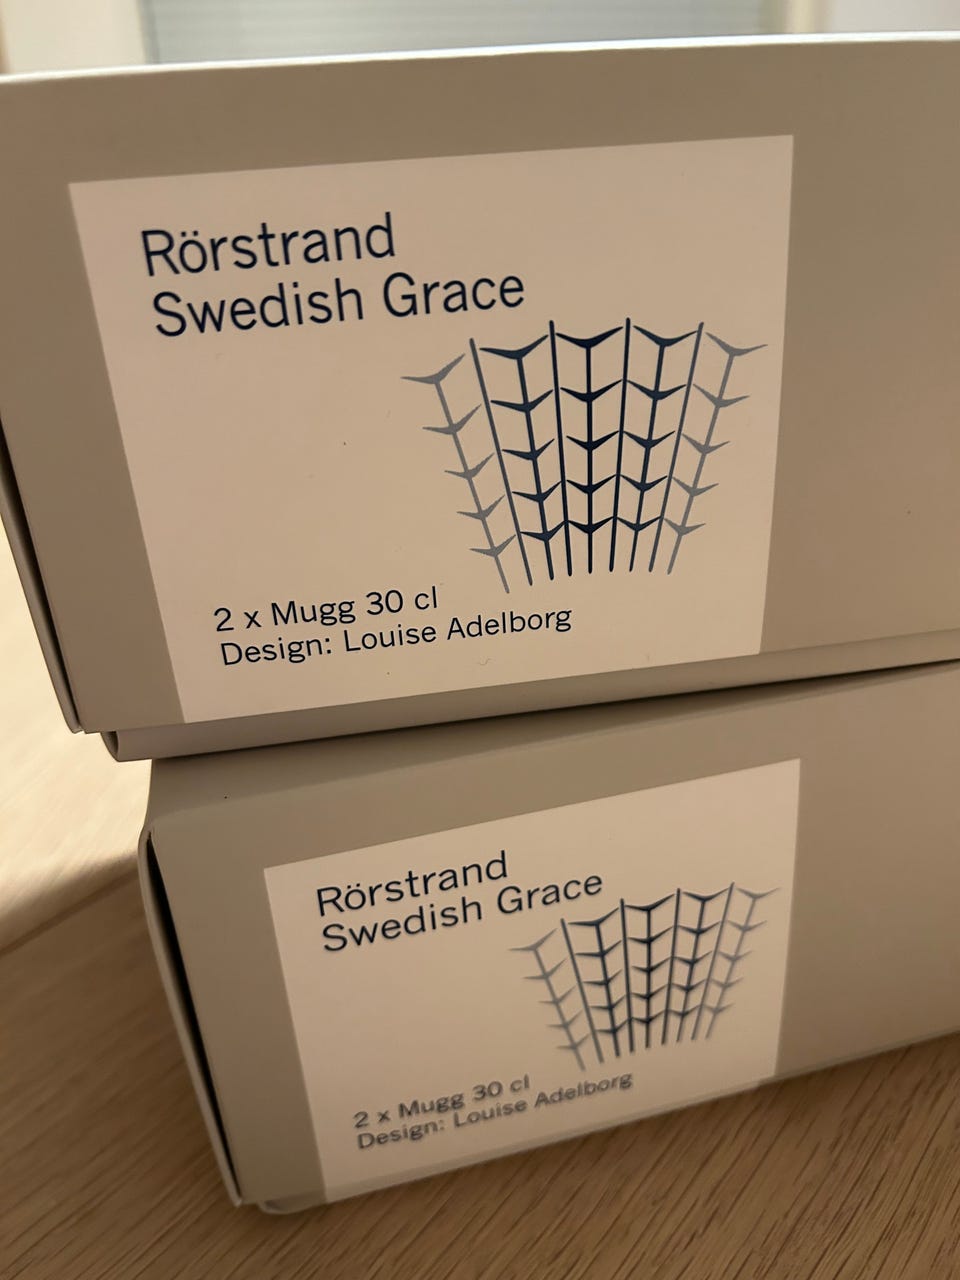 Rörstrand
Swedish Grace
2 x Mugg 30 cl
Design: Louise Adelborg
Rörstrand
Swedish Grace
2 x Mugg 30 cl
Design: Louise Adelborg